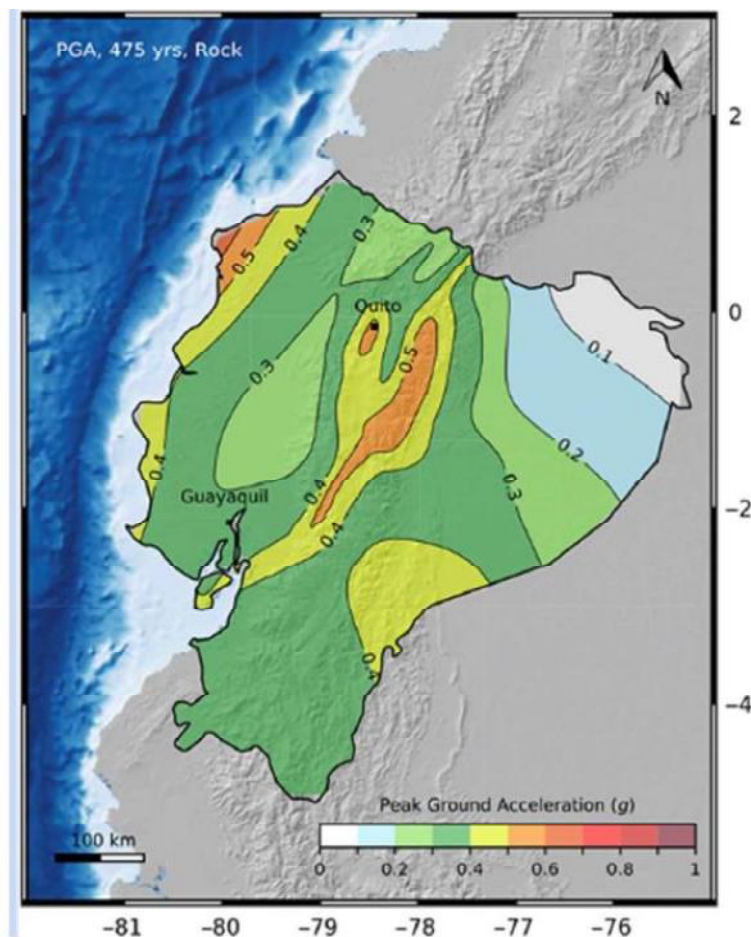 PGA, 475 yrs, Rock
N
2
0.3
0.4
0.5
Quito
0
0.1
0.5
0.3
0.2
0.4
0.4
0.3
Guayaquil
0.4
−2
0.4
−4
Peak Ground Acceleration (g)
100 km
0 0.2 0.4 0.6 0.8 1
−81 −80 −79 −78 −77 −76